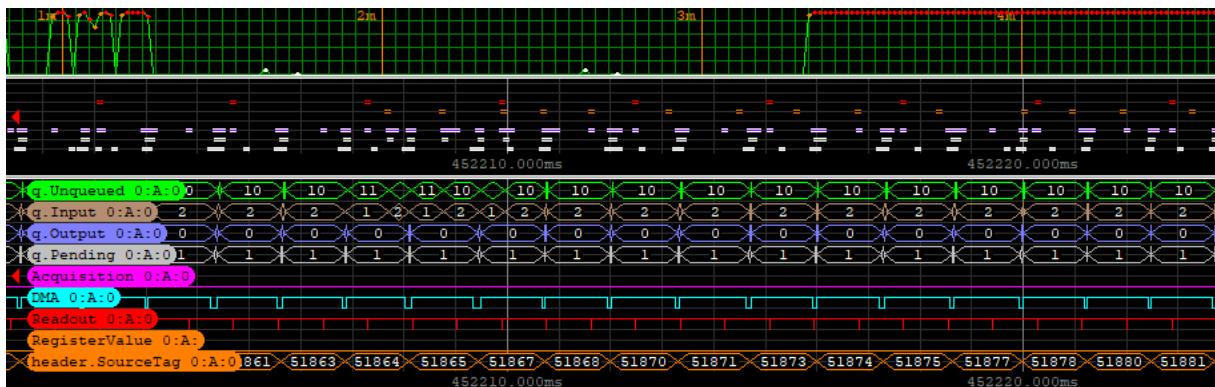 1m 2m 3m 4m
452210.000ms 452220.000ms
q.Unqueued 0:A:0 0 10 10 11 11 10 10 10 10 10 10 10 10 10 10 10
q.Input 0:A:0 2 2 2 1 2 1 2 1 2 2 2 2 2 2 2 2 2 2 2
q.Output 0:A:0 0 0 0 0 0 0 0 0 0 0 0 0 0 0 0 0
q.Pending 0:A:0 1 1 1 1 1 1 1 1 1 1 1 1 1 1 1 1
Acquisition 0:A:0
DMA 0:A:0
Readout 0:A:0
RegisterValue 0:A:
header.SourceTag 0:A:0 861 51863 51864 51865 51867 51868 51870 51871 51873 51874 51875 51877 51878 51880 51881
452210.000ms 452220.000ms